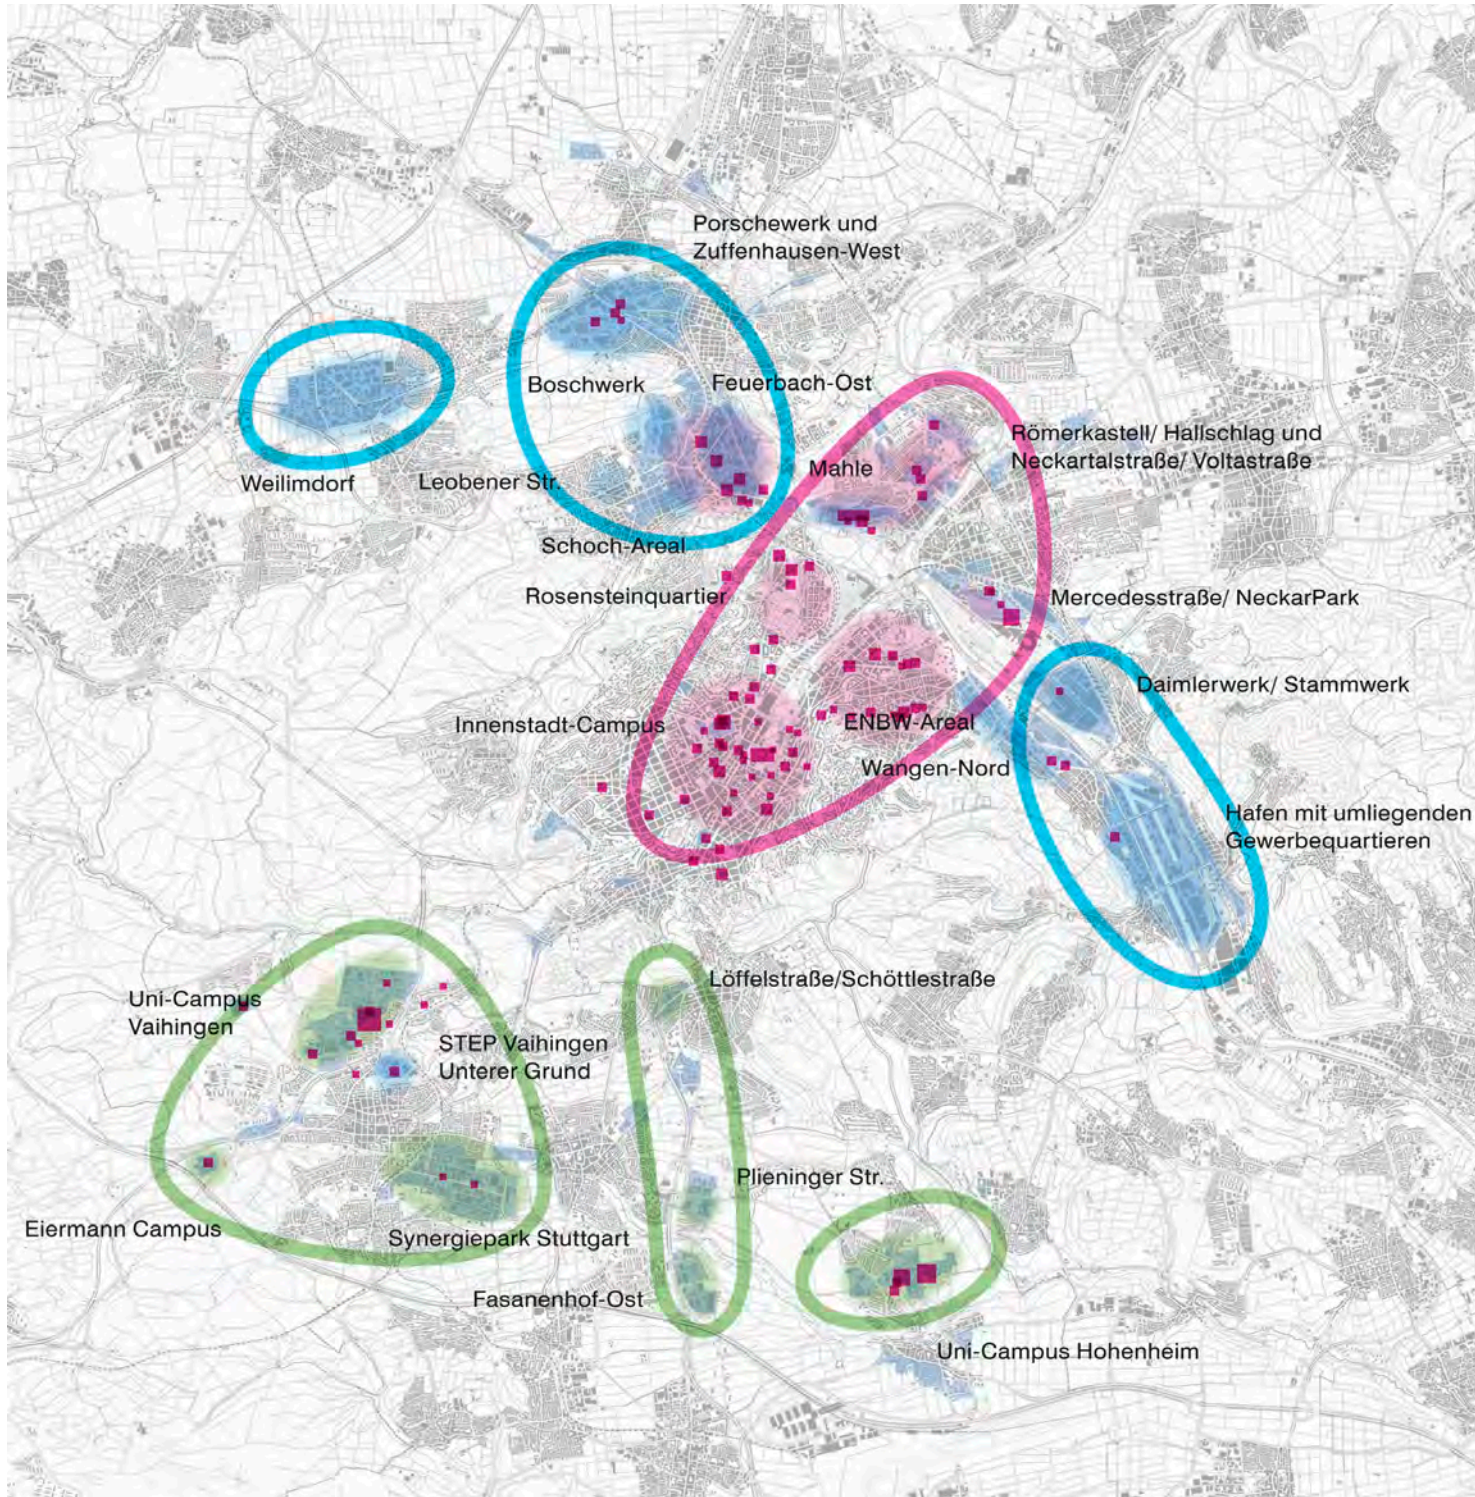 Porschewerk und
Zuffenhausen-West
Boschwerk
Feuerbach-Ost
Römerkastell/ Hallschlag und
Neckartalstraße/ Voltastraße
Mahle
Weilimdorf
Leobener Str.
Schoch-Areal
Rosensteinquartier
Mercedesstraße/ NeckarPark
Daimlerwerk/ Stammwerk
Innenstadt-Campus
ENBW-Areal
Wangen-Nord
Hafen mit umliegenden
Gewerbequartieren
Löffelstraße/Schöttlestraße
Uni-Campus
Vaihingen
STEP Vaihingen
Unterer Grund
Plieninger Str.
Eiermann Campus
Synergiepark Stuttgart
Fasanenhof-Ost
Uni-Campus Hohenheim